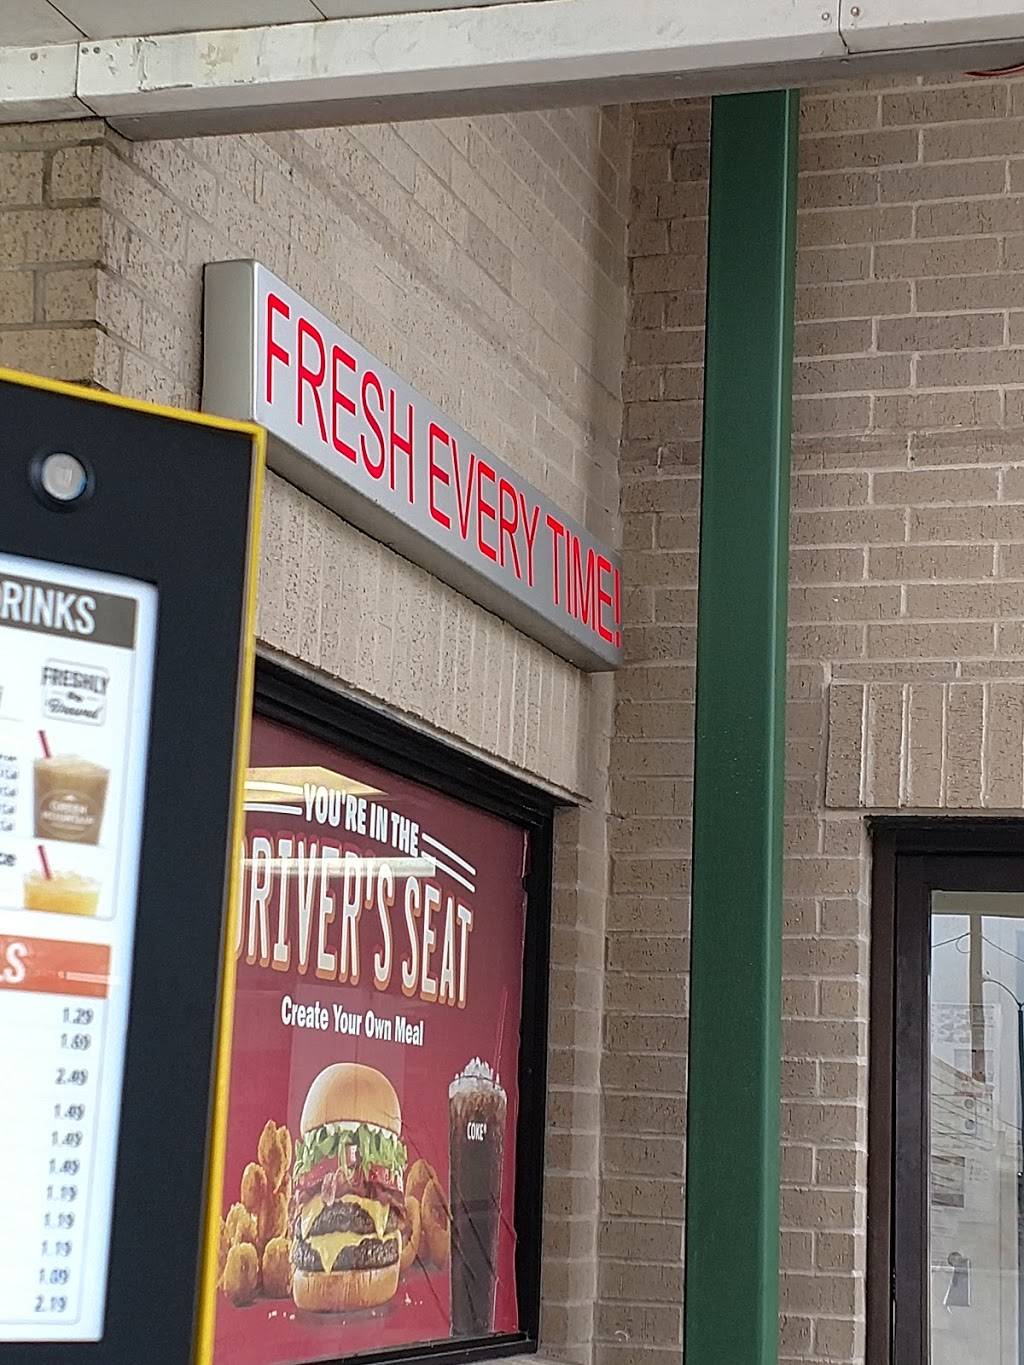 FRESH EVERY TIME!
RINKS
FRESHLY
Brewed
LS
1.29
1.69
2.49
1.49
1.49
1.49
1.19
1.19
1.19
1.09
2.19
YOU'RE IN THE
DRIVER'S SEAT
Create Your Own Meal
COKE®